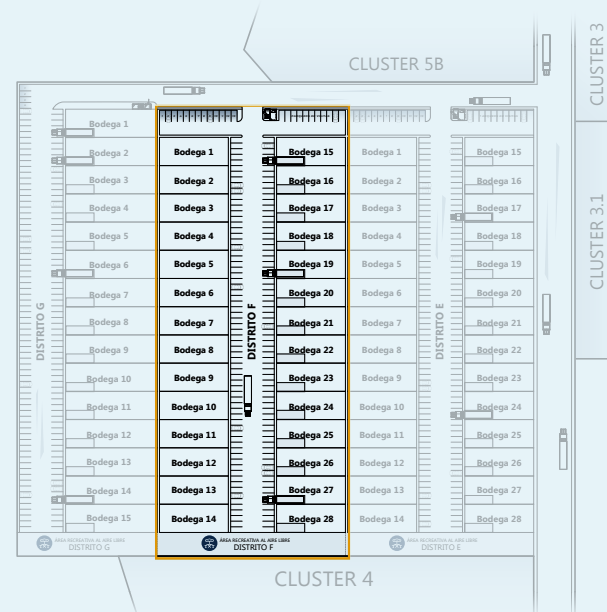 CLUSTER 5B
CLUSTER 3
CLUSTER 3.1
DISTRITO G
Bodega 1
Bodega 2
Bodega 3
Bodega 4
Bodega 5
Bodega 6
Bodega 7
Bodega 8
Bodega 9
Bodega 10
Bodega 11
Bodega 12
Bodega 13
Bodega 14
Bodega 15
ÁREA RECREATIVA AL AIRE LIBRE
DISTRITO G
Bodega 1
Bodega 2
Bodega 3
Bodega 4
Bodega 5
Bodega 6
Bodega 7
Bodega 8
Bodega 9
Bodega 10
Bodega 11
Bodega 12
Bodega 13
Bodega 14
DISTRITO F
Bodega 15
Bodega 16
Bodega 17
Bodega 18
Bodega 19
Bodega 20
Bodega 21
Bodega 22
Bodega 23
Bodega 24
Bodega 25
Bodega 26
Bodega 27
Bodega 28
ÁREA RECREATIVA AL AIRE LIBRE
DISTRITO F
Bodega 1
Bodega 2
Bodega 3
Bodega 4
Bodega 5
Bodega 6
Bodega 7
Bodega 8
Bodega 9
Bodega 10
Bodega 11
Bodega 12
Bodega 13
Bodega 14
DISTRITO E
Bodega 15
Bodega 16
Bodega 17
Bodega 18
Bodega 19
Bodega 20
Bodega 21
Bodega 22
Bodega 23
Bodega 24
Bodega 25
Bodega 26
Bodega 27
Bodega 28
ÁREA RECREATIVA AL AIRE LIBRE
DISTRITO E
CLUSTER 4